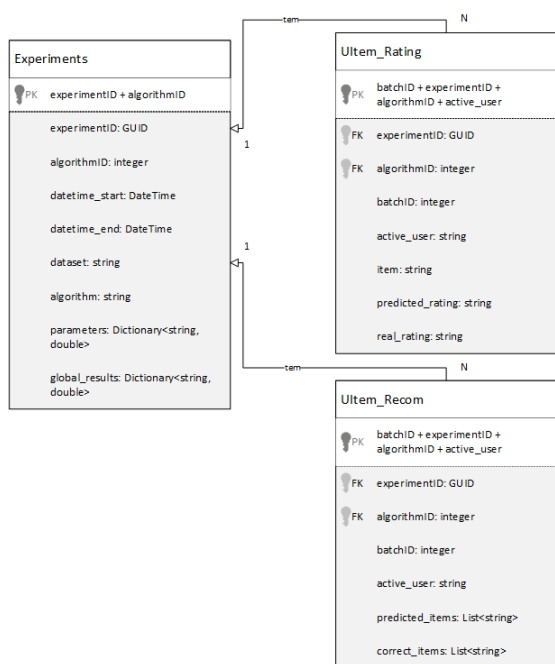 Experiments
PK experimentID + algorithmID
experimentID: GUID
algorithmID: integer
datetime_start: DateTime
datetime_end: DateTime
dataset: string
algorithm: string
parameters: Dictionary<string,
double>
global_results: Dictionary<string,
double>
tem
N
1
UItem_Rating
PK batchID + experimentID +
algorithmID + active_user
FK experimentID: GUID
FK algorithmID: integer
batchID: integer
active_user: string
item: string
predicted_rating: string
real_rating: string
1
tem
N
UItem_Recom
PK batchID + experimentID +
algorithmID + active_user
FK experimentID: GUID
FK algorithmID: integer
batchID: integer
active_user: string
predicted_items: List<string>
correct_items: List<string>